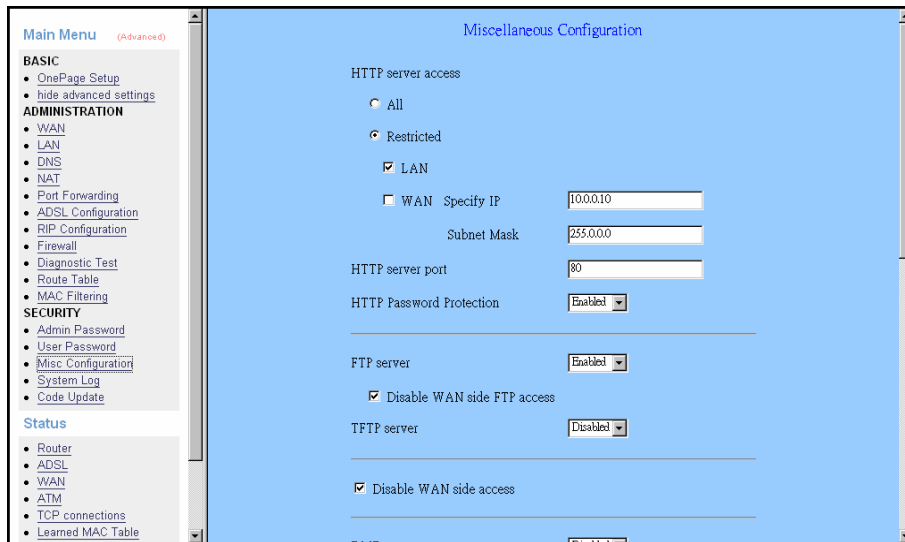 Main Menu (Advanced)
BASIC
OnePage Setup
hide advanced settings
ADMINISTRATION
WAN
LAN
DNS
NAT
Port Forwarding
ADSL Configuration
RIP Configuration
Firewall
Diagnostic Test
Route Table
MAC Filtering
SECURITY
Admin Password
User Password
Misc Configuration
System Log
Code Update
Status
Router
ADSL
WAN
ATM
TCP connections
Learned MAC Table
Miscellaneous Configuration
HTTP server access
All
Restricted
LAN
WAN Specify IP 10.0.0.10
Subnet Mask 255.0.0.0
HTTP server port 80
HTTP Password Protection Enabled
FTP server Enabled
Disable WAN side FTP access
TFTP server Disabled
Disable WAN side access